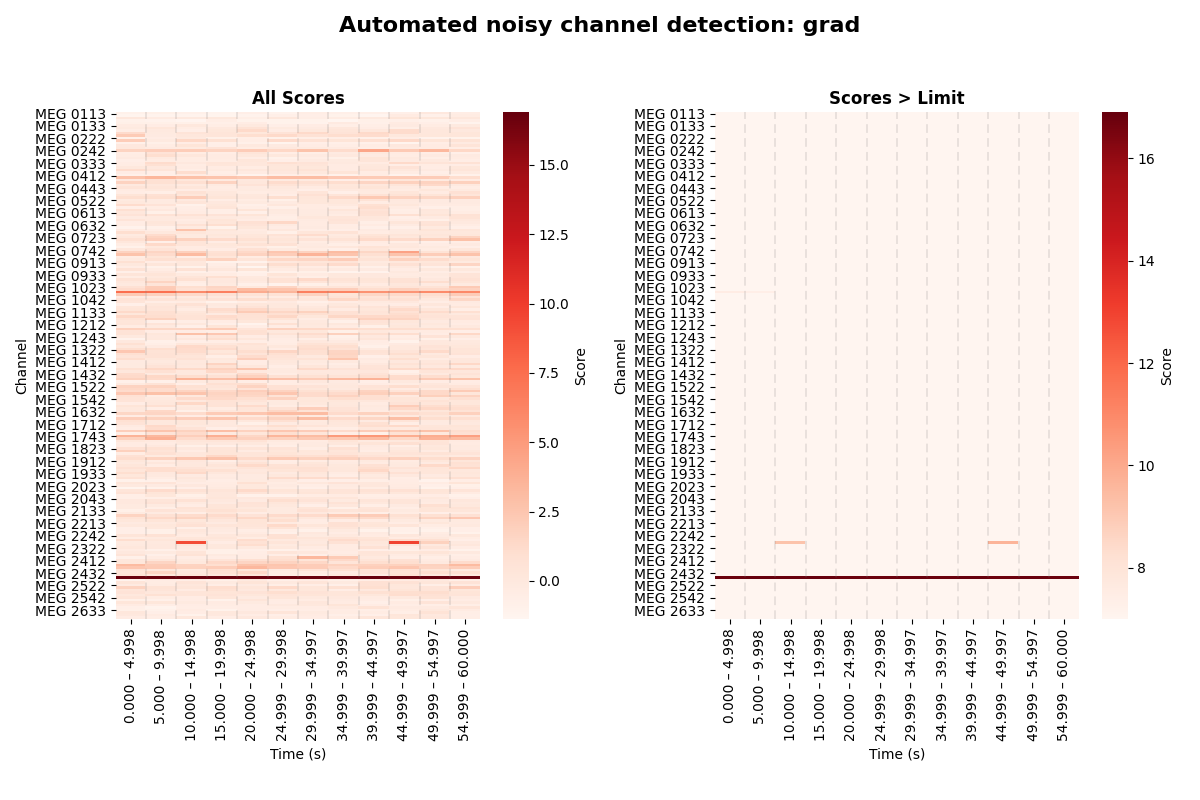 Automated noisy channel detection: grad
All Scores
Channel
MEG 0113
MEG 0133
MEG 0222
MEG 0242
MEG 0333
MEG 0412
MEG 0443
MEG 0522
MEG 0613
MEG 0632
MEG 0723
MEG 0742
MEG 0913
MEG 0933
MEG 1023
MEG 1042
MEG 1133
MEG 1212
MEG 1243
MEG 1322
MEG 1412
MEG 1432
MEG 1522
MEG 1542
MEG 1632
MEG 1712
MEG 1743
MEG 1823
MEG 1912
MEG 1933
MEG 2023
MEG 2043
MEG 2133
MEG 2213
MEG 2242
MEG 2322
MEG 2412
MEG 2432
MEG 2522
MEG 2542
MEG 2633
0.000 – 4.998
5.000 – 9.998
10.000 – 14.998
15.000 – 19.998
20.000 – 24.998
24.999 – 29.998
29.999 – 34.997
34.999 – 39.997
39.999 – 44.997
44.999 – 49.997
49.999 – 54.997
54.999 – 60.000
Time (s)
15.0
12.5
10.0
7.5
5.0
2.5
0.0
Score
Scores > Limit
Channel
MEG 0113
MEG 0133
MEG 0222
MEG 0242
MEG 0333
MEG 0412
MEG 0443
MEG 0522
MEG 0613
MEG 0632
MEG 0723
MEG 0742
MEG 0913
MEG 0933
MEG 1023
MEG 1042
MEG 1133
MEG 1212
MEG 1243
MEG 1322
MEG 1412
MEG 1432
MEG 1522
MEG 1542
MEG 1632
MEG 1712
MEG 1743
MEG 1823
MEG 1912
MEG 1933
MEG 2023
MEG 2043
MEG 2133
MEG 2213
MEG 2242
MEG 2322
MEG 2412
MEG 2432
MEG 2522
MEG 2542
MEG 2633
0.000 – 4.998
5.000 – 9.998
10.000 – 14.998
15.000 – 19.998
20.000 – 24.998
24.999 – 29.998
29.999 – 34.997
34.999 – 39.997
39.999 – 44.997
44.999 – 49.997
49.999 – 54.997
54.999 – 60.000
Time (s)
16
14
12
10
8
Score